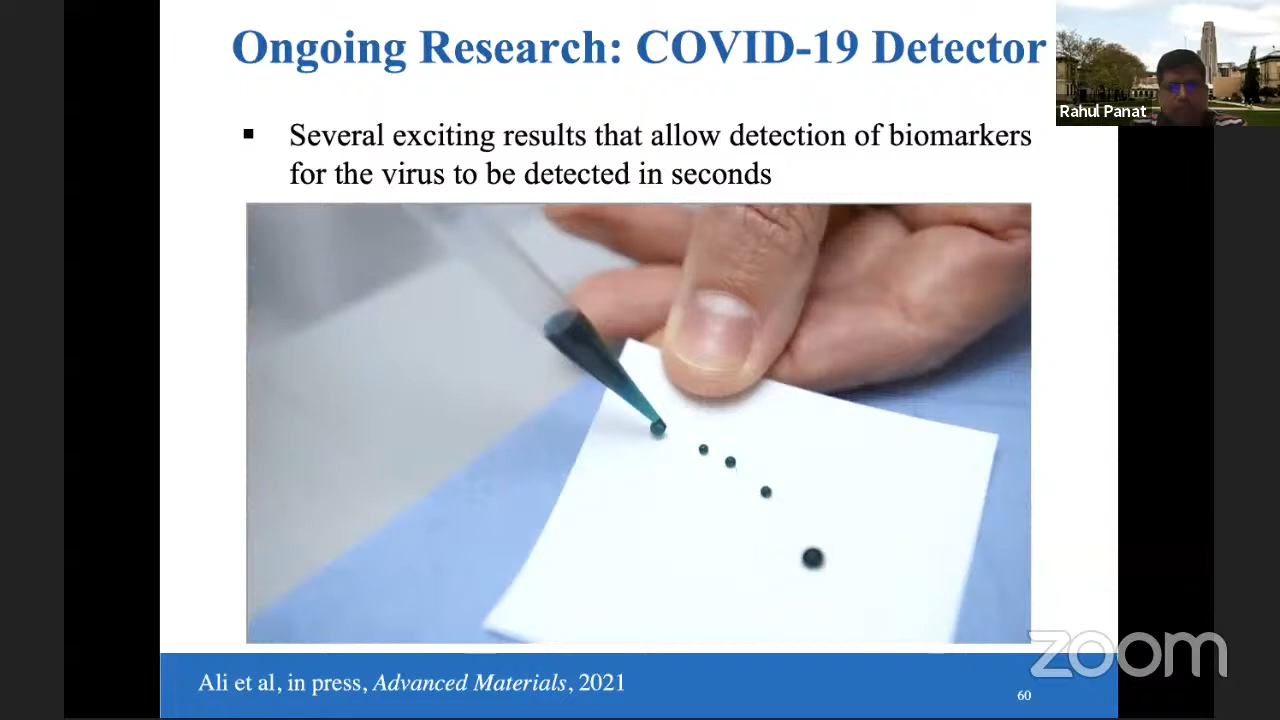 Ongoing Research: COVID-19 Detector
Rahul Panat
▪ Several exciting results that allow detection of biomarkers
for the virus to be detected in seconds
zoom
Ali et al, in press, Advanced Materials, 2021
60